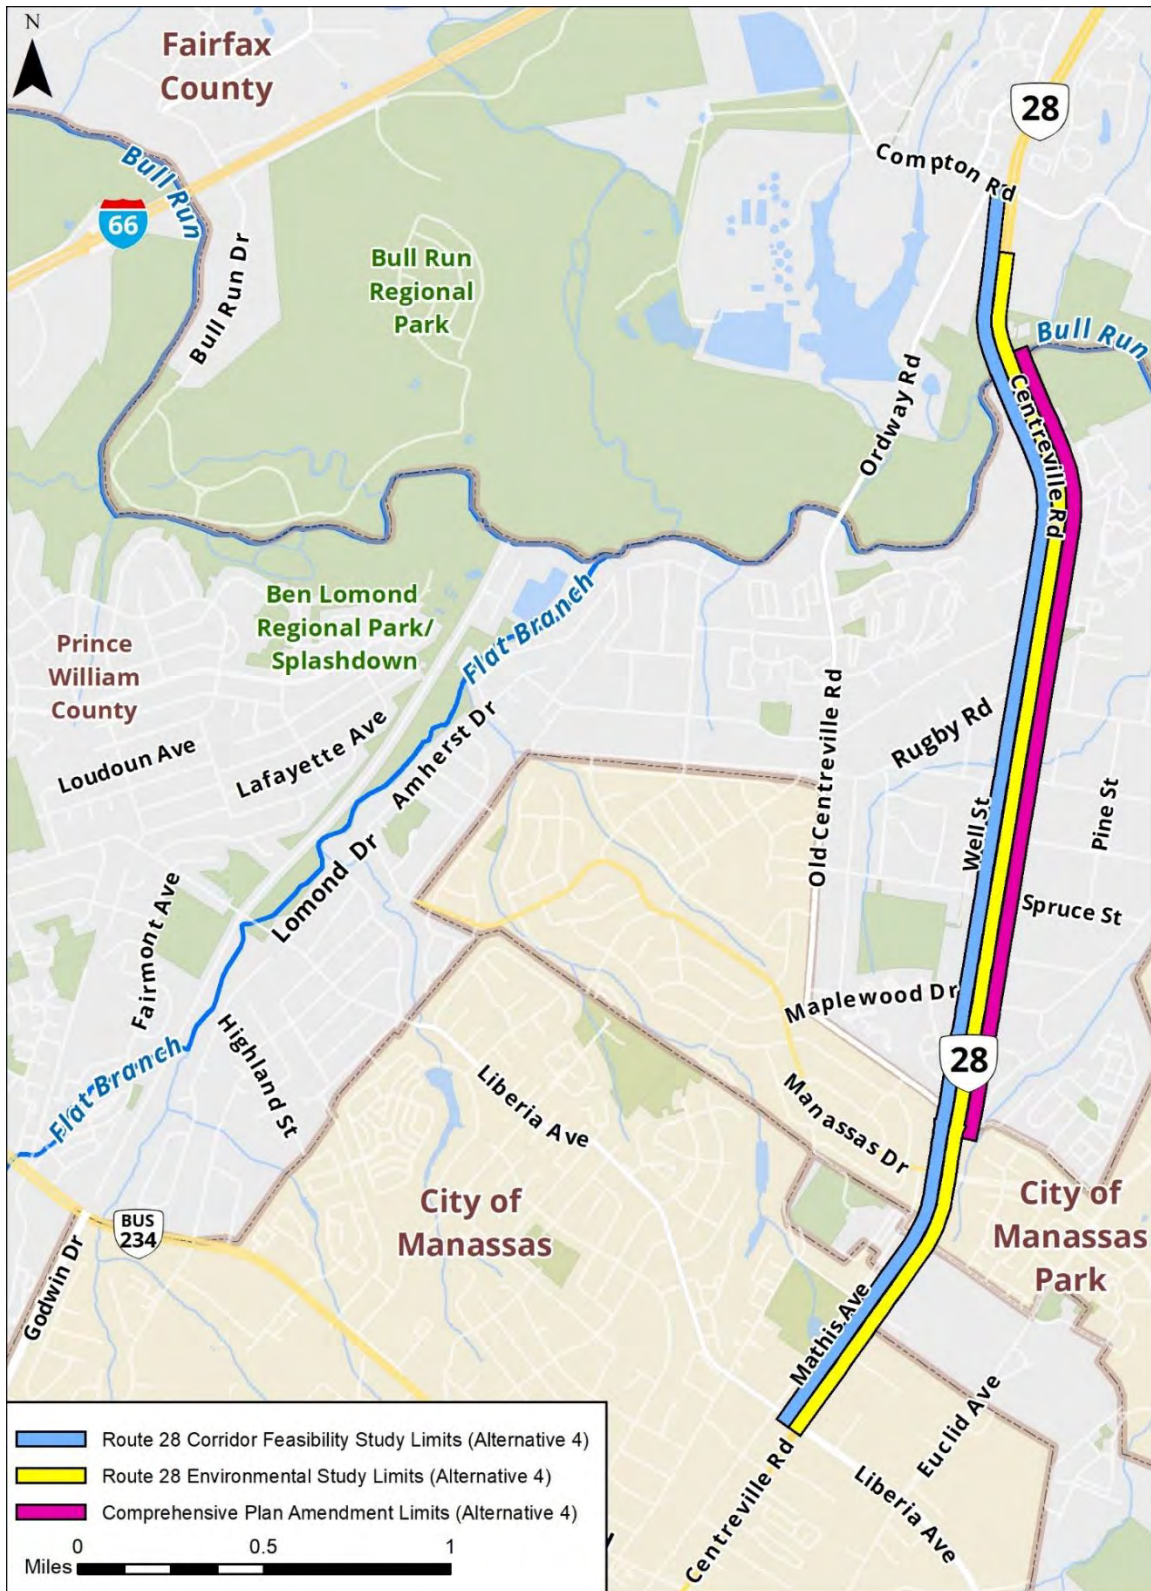 N
Fairfax
County
28
Compton Rd
Bull Run
66
Bull Run Dr
Bull Run
Regional
Park
Bull Run
Ordway Rd
Centreville Rd
Ben Lomond
Regional Park/
Splashdown
Flat Branch
Prince
William
County
Loudoun Ave
Lafayette Ave
Amherst Dr
Old Centreville Rd
Rugby Rd
Well St
Pine St
Lomond Dr
Fairmont Ave
Spruce St
Maplewood Dr
28
Flat Branch
Highland St
Liberia Ave
Manassas Dr
City of
Manassas
City of
Manassas
Park
BUS
234
Godwin Dr
Mathis Ave
Euclid Ave
Centreville Rd
Liberia Ave
Route 28 Corridor Feasibility Study Limits (Alternative 4)
Route 28 Environmental Study Limits (Alternative 4)
Comprehensive Plan Amendment Limits (Alternative 4)
0 0.5 1
Miles